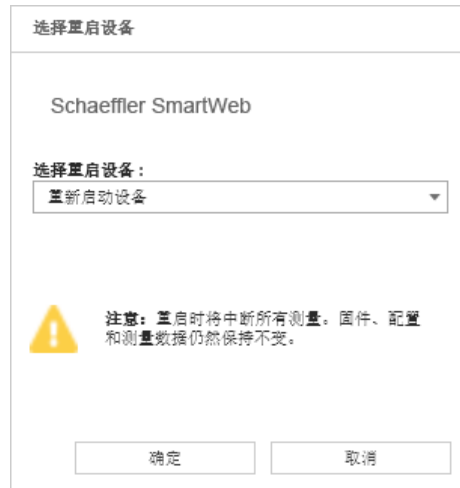 选择重启设备
Schaeffler SmartWeb
选择重启设备：
重新启动设备
注意：重启时将中断所有测量。固件、配置
和测量数据仍然保持不变。
确定
取消